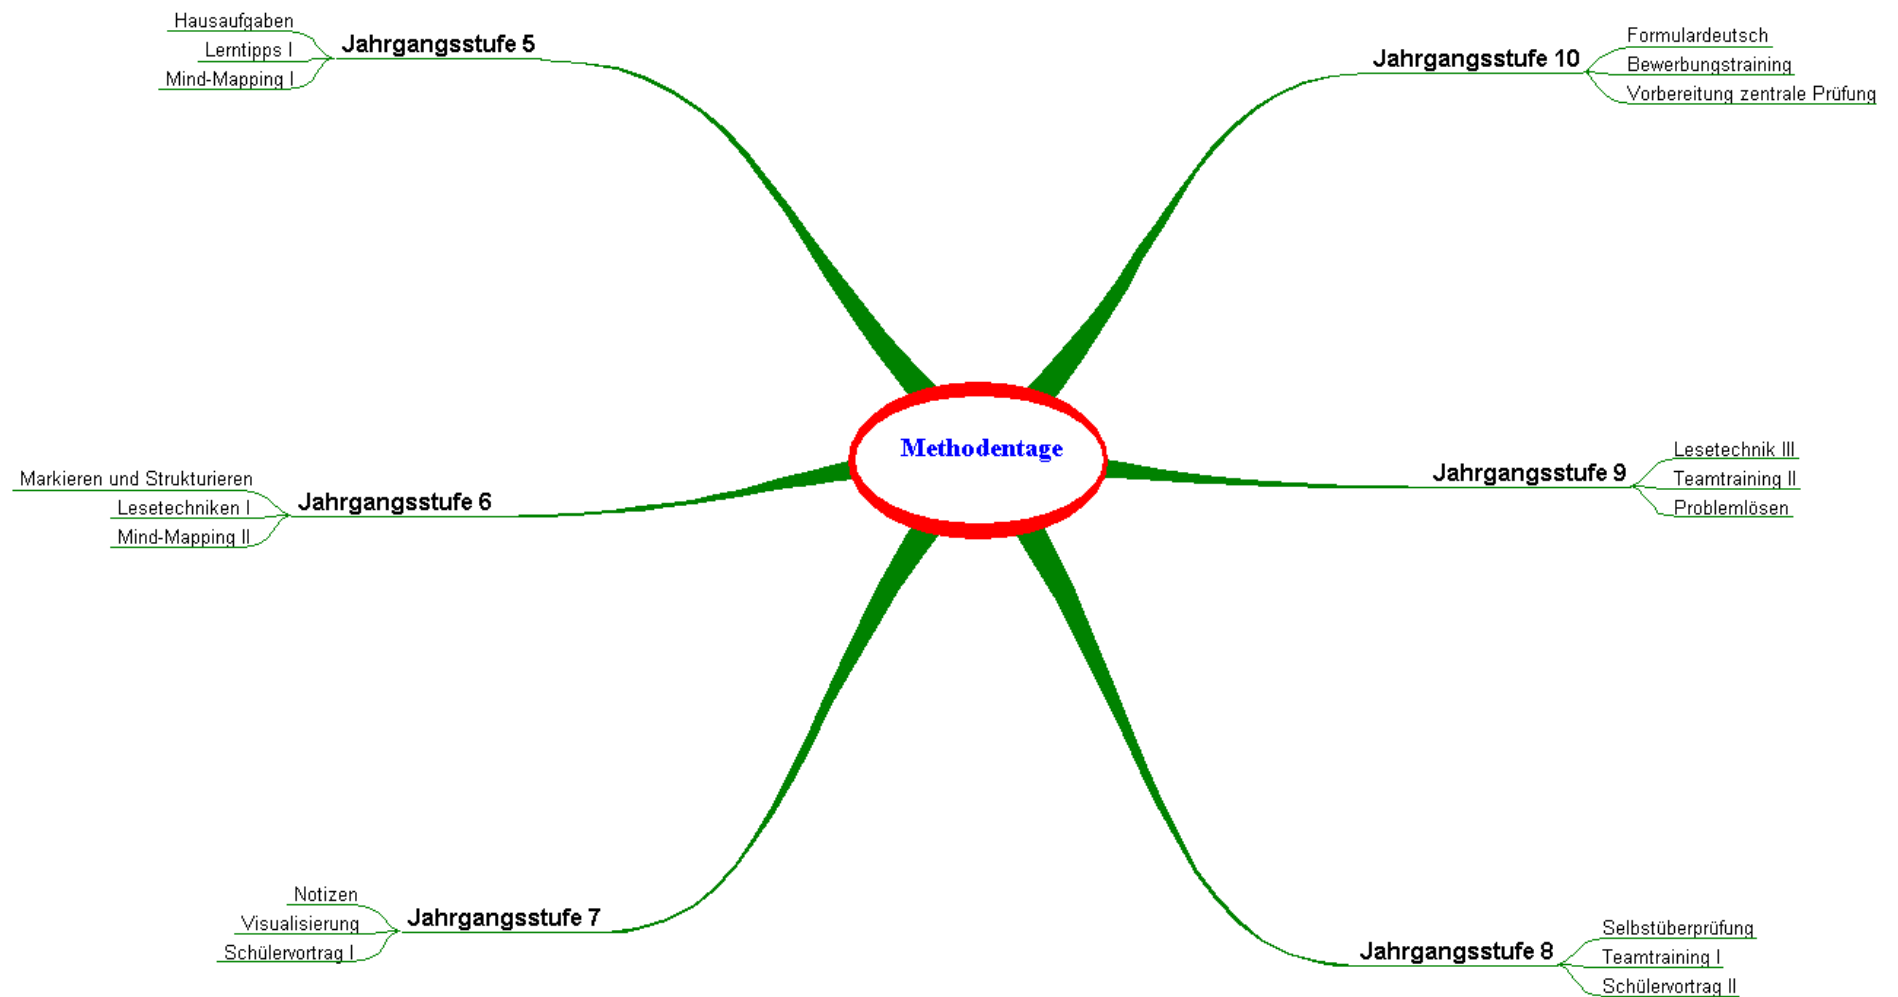 Methodentage
Jahrgangsstufe 5
Hausaufgaben
Lerntipps I
Mind-Mapping I
Jahrgangsstufe 6
Markieren und Strukturieren
Lesetechniken I
Mind-Mapping II
Jahrgangsstufe 7
Notizen
Visualisierung
Schülervortrag I
Jahrgangsstufe 8
Selbstüberprüfung
Teamtraining I
Schülervortrag II
Jahrgangsstufe 9
Lesetechnik III
Teamtraining II
Problemlösen
Jahrgangsstufe 10
Formulardeutsch
Bewerbungstraining
Vorbereitung zentrale Prüfung